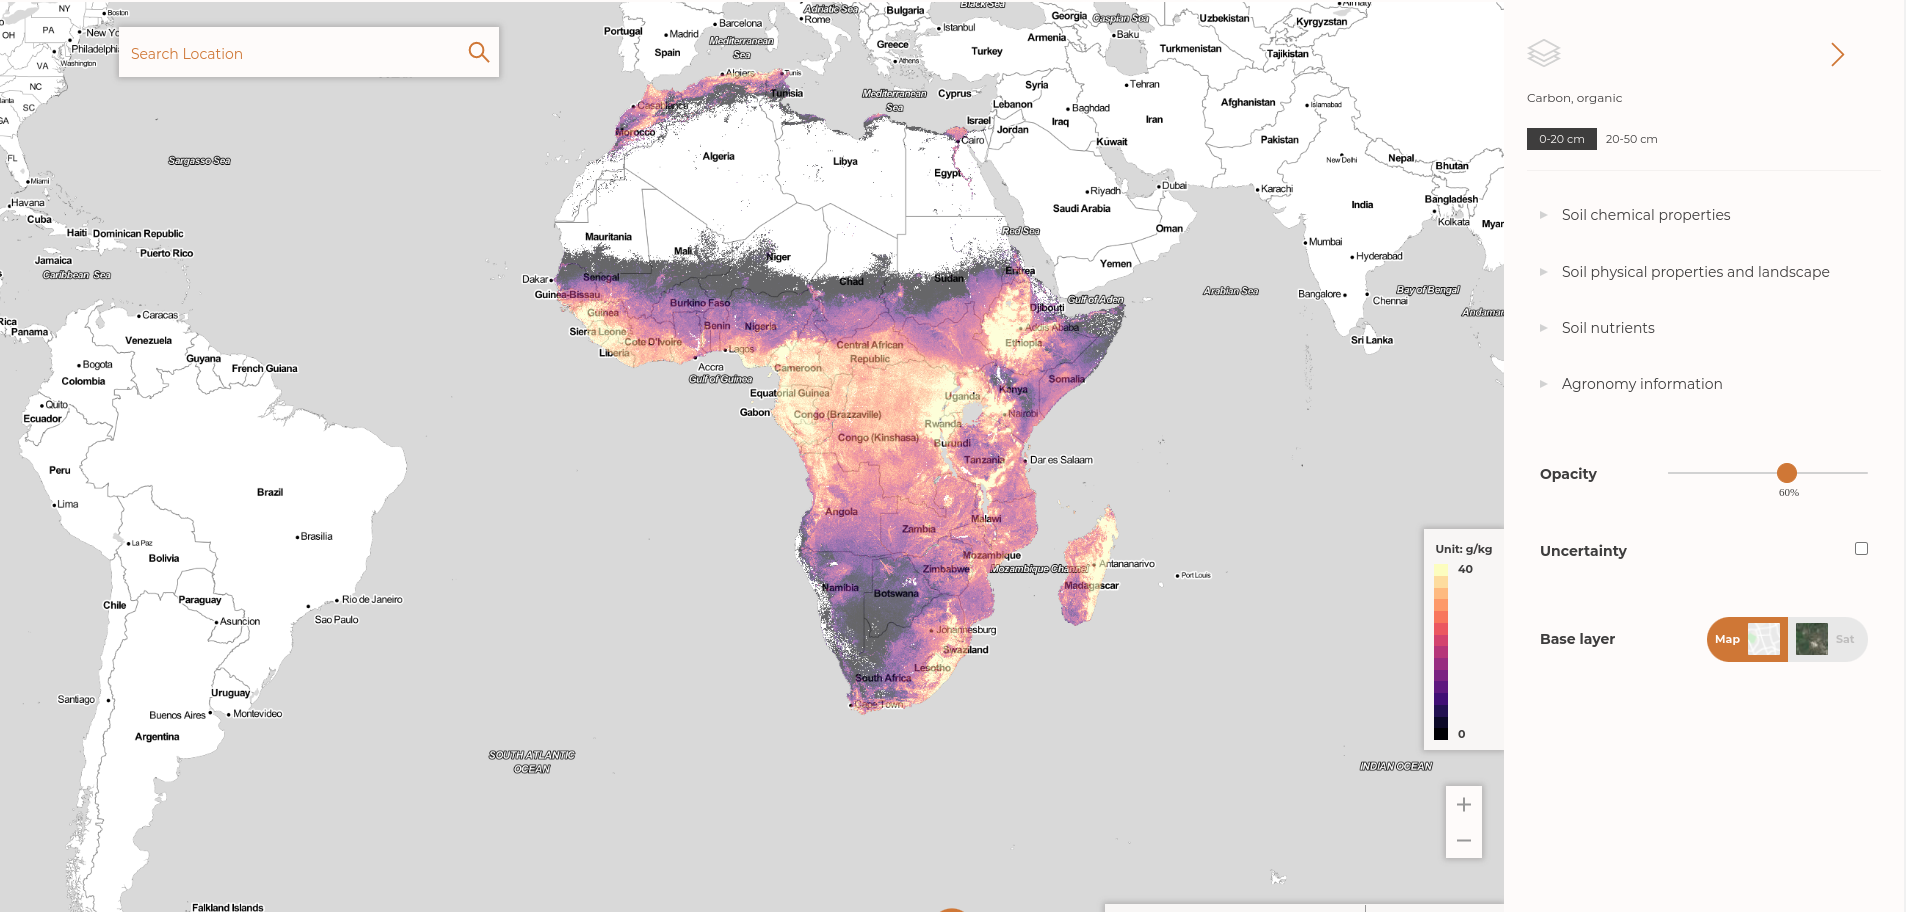 Search Location
NY
Boston
OH
PA
New Yo
Philadelphi
VA
Washington
NC
SC
GA
FL
Miami
Havana
Cuba
Haiti
Dominican Republic
Puerto Rico
Jamaica
Caribbean Sea
Sargasso Sea
Rica
Panama
Caracas
Venezuela
Guyana
French Guiana
Bogota
Colombia
Quito
Ecuador
Peru
Lima
Brazil
Brasilia
La Paz
Bolivia
Paraguay
Chile
Asuncion
Rio de Janeiro
Sao Paulo
Uruguay
Santiago
Buenos Aires
Montevideo
Argentina
Falkland Islands
SOUTH ATLANTIC
OCEAN
Portugal
Madrid
Spain
Barcelona
Adriatic Sea
Rome
Mediterranean
Sea
Bulgaria
Black Sea
Istanbul
Greece
Athens
Turkey
Georgia
Armenia
Caspian Sea
Baku
Uzbekistan
Turkmenistan
Almaty
Kyrgyzstan
Tajikistan
Algiers
Tunis
Tunisia
Mediterranean
Sea
Cyprus
Syria
Lebanon
Israel
Jordan
Baghdad
Iraq
Tehran
Iran
Kuwait
Afghanistan
Islamabad
Pakistan
New Delhi
Nepal
Bhutan
Karachi
India
Bangladesh
Kolkata
Myar
Mumbai
Hyderabad
Bangalore
Chennai
Bay of Bengal
Andaman
Sri Lanka
Arabian Sea
Riyadh
Dubai
Saudi Arabia
Oman
Yemen
Red Sea
Gulf of Aden
Casablanca
Morocco
Algeria
Libya
Cairo
Egypt
Mauritania
Mali
Niger
Chad
Sudan
Eritrea
Djibouti
Dakar
Senegal
Guinea-Bissau
Guinea
Sierra Leone
Liberia
Burkino Faso
Benin
Nigeria
Cote D'Ivoire
Lagos
Accra
Gulf of Guinea
Central African
Republic
Cameroon
Addis Ababa
Ethiopia
Somalia
Equatorial Guinea
Gabon
Congo (Brazzaville)
Congo (Kinshasa)
Uganda
Kenya
Nairobi
Rwanda
Burundi
Tanzania
Dar es Salaam
Angola
Zambia
Malawi
Mozambique
Mozambique Channel
Zimbabwe
Antananarivo
Madagascar
Port Louis
Namibia
Botswana
Johannesburg
Swaziland
Lesotho
South Africa
Cape Town
INDIAN OCEAN
Unit: g/kg
40
0
+
−
Carbon, organic
0-20 cm 20-50 cm
Soil chemical properties
Soil physical properties and landscape
Soil nutrients
Agronomy information
Opacity
60%
Uncertainty
Base layer Map Sat